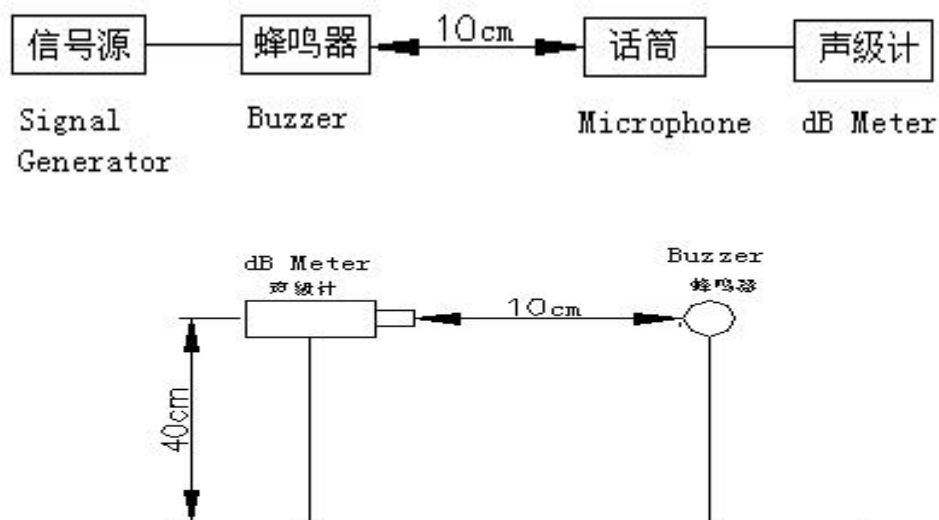 信号源
蜂鸣器
10cm
话筒
声级计
Signal
Generator
Buzzer
Microphone
dB Meter
dB Meter
声级计
Buzzer
蜂鸣器
10cm
40cm